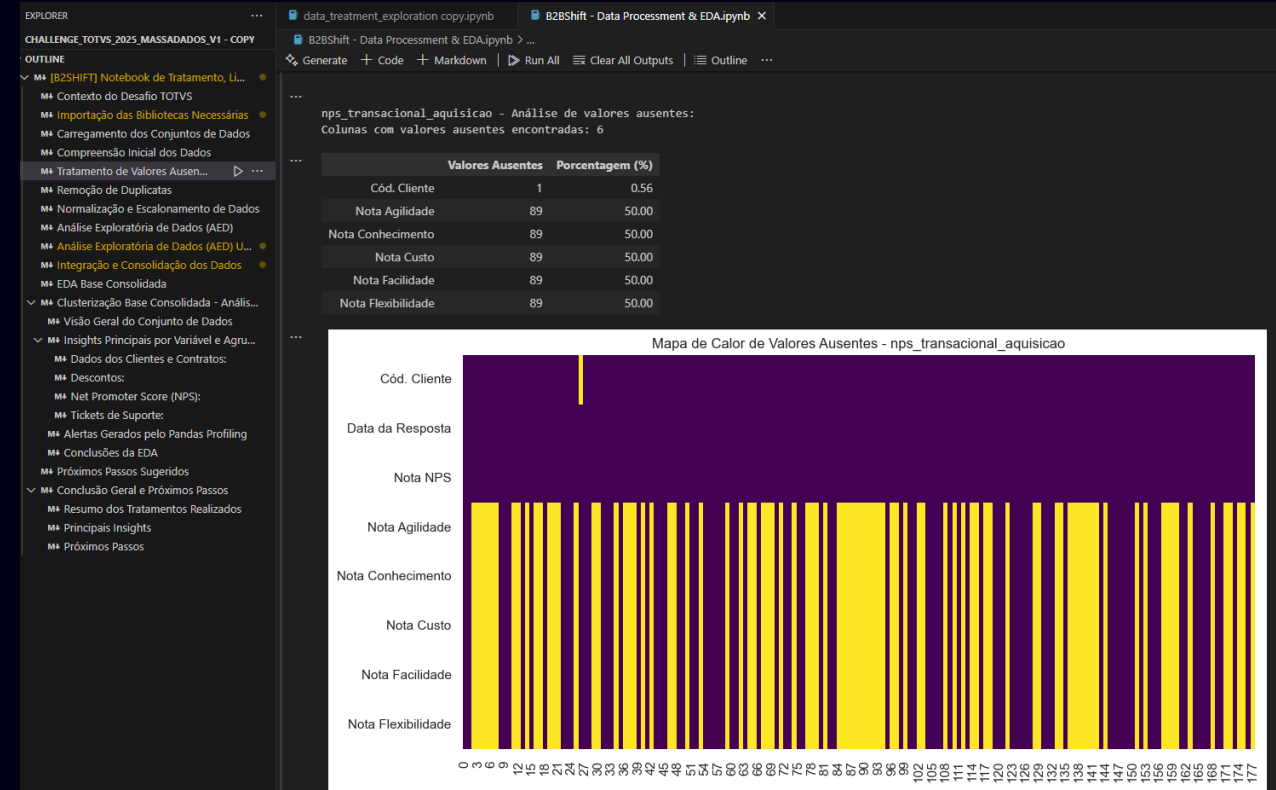 EXPLORER ···
CHALLENGE_TOTVS_2025_MASSADADOS_V1 - COPY
OUTLINE
M↓ [B2SHIFT] Notebook de Tratamento, Li...
M↓ Contexto do Desafio TOTVS
M↓ Importação das Bibliotecas Necessárias
M↓ Carregamento dos Conjuntos de Dados
M↓ Compreensão Inicial dos Dados
M↓ Tratamento de Valores Ausen... ···
M↓ Remoção de Duplicatas
M↓ Normalização e Escalonamento de Dados
M↓ Análise Exploratória de Dados (AED)
M↓ Análise Exploratória de Dados (AED) U...
M↓ Integração e Consolidação dos Dados
M↓ EDA Base Consolidada
M↓ Clusterização Base Consolidada - Anális...
M↓ Visão Geral do Conjunto de Dados
M↓ Insights Principais por Variável e Agru...
M↓ Dados dos Clientes e Contratos:
M↓ Descontos:
M↓ Net Promoter Score (NPS):
M↓ Tickets de Suporte:
M↓ Alertas Gerados pelo Pandas Profiling
M↓ Conclusões da EDA
M↓ Próximos Passos Sugeridos
M↓ Conclusão Geral e Próximos Passos
M↓ Resumo dos Tratamentos Realizados
M↓ Principais Insights
M↓ Próximos Passos
data_treatment_exploration copy.ipynb
B2BShift - Data Processment & EDA.ipynb ×
B2BShift - Data Processment & EDA.ipynb > ...
Generate + Code + Markdown | Run All Clear All Outputs | Outline ···
···
nps_transacional_aquisicao - Análise de valores ausentes:
Colunas com valores ausentes encontradas: 6
···
Valores Ausentes Porcentagem (%)
Cód. Cliente 1 0.56
Nota Agilidade 89 50.00
Nota Conhecimento 89 50.00
Nota Custo 89 50.00
Nota Facilidade 89 50.00
Nota Flexibilidade 89 50.00
···
Mapa de Calor de Valores Ausentes - nps_transacional_aquisicao
Cód. Cliente
Data da Resposta
Nota NPS
Nota Agilidade
Nota Conhecimento
Nota Custo
Nota Facilidade
Nota Flexibilidade
0 3 6 9 12 15 18 21 24 27 30 33 36 39 42 45 48 51 54 57 60 63 66 69 72 75 78 81 84 87 90 93 96 99 102 105 108 111 114 117 120 123 126 129 132 135 138 141 144 147 150 153 156 159 162 165 168 171 174 177